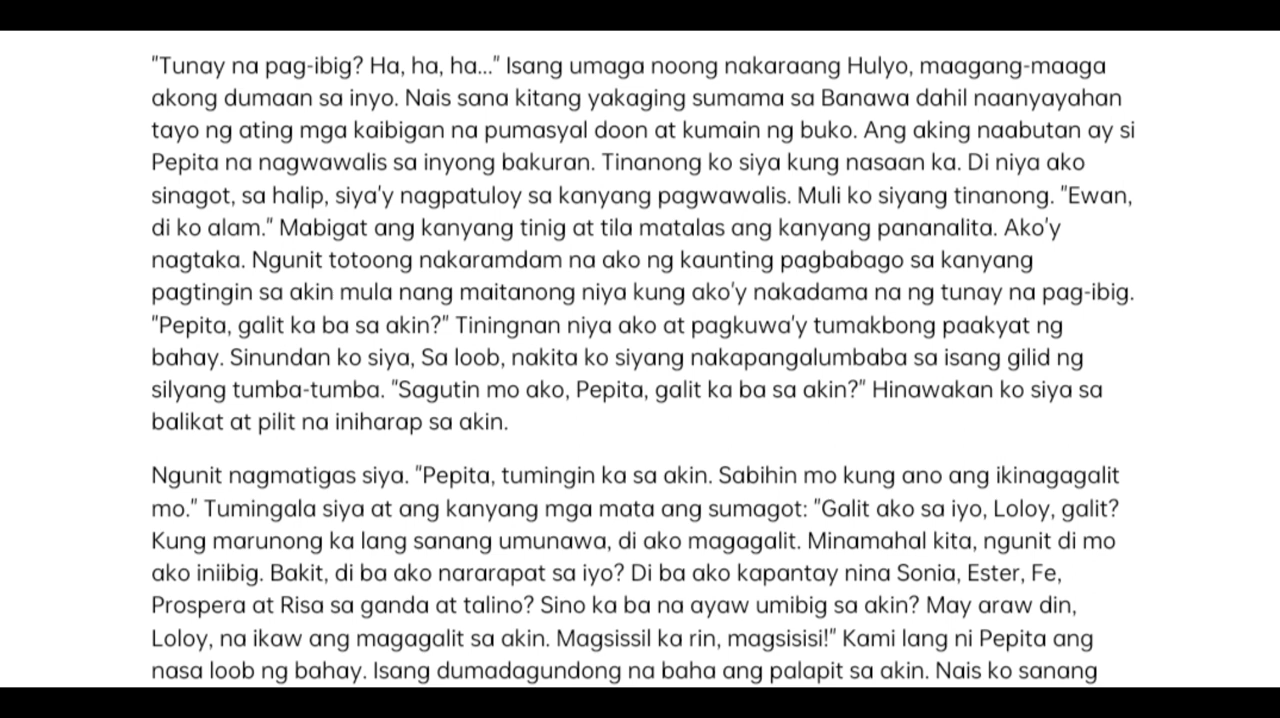 "Tunay na pag-ibig? Ha, ha, ha..." Isang umaga noong nakaraang Hulyo, maagang-maaga
akong dumaan sa inyo. Nais sana kitang yakaging sumama sa Banawa dahil naanyayahan
tayo ng ating mga kaibigan na pumasyal doon at kumain ng buko. Ang aking naabutan ay si
Pepita na nagwawalis sa inyong bakuran. Tinanong ko siya kung nasaan ka. Di niya ako
sinagot, sa halip, siya'y nagpatuloy sa kanyang pagwawalis. Muli ko siyang tinanong. "Ewan,
di ko alam." Mabigat ang kanyang tinig at tila matalas ang kanyang pananalita. Ako'y
nagtaka. Ngunit totoong nakaramdam na ako ng kaunting pagbabago sa kanyang
pagtingin sa akin mula nang maitanong niya kung ako'y nakadama na ng tunay na pag-ibig.
"Pepita, galit ka ba sa akin?" Tiningnan niya ako at pagkuwa'y tumakbong paakyat ng
bahay. Sinundan ko siya, Sa loob, nakita ko siyang nakapangalumbaba sa isang gilid ng
silyang tumba-tumba. "Sagutin mo ako, Pepita, galit ka ba sa akin?" Hinawakan ko siya sa
balikat at pilit na iniharap sa akin.
Ngunit nagmatigas siya. "Pepita, tumingin ka sa akin. Sabihin mo kung ano ang ikinagagalit
mo." Tumingala siya at ang kanyang mga mata ang sumagot: "Galit ako sa iyo, Loloy, galit?
Kung marunong ka lang sanang umunawa, di ako magagalit. Minamahal kita, ngunit di mo
ako iniibig. Bakit, di ba ako nararapat sa iyo? Di ba ako kapantay nina Sonia, Ester, Fe,
Prospera at Risa sa ganda at talino? Sino ka ba na ayaw umibig sa akin? May araw din,
Loloy, na ikaw ang magagalit sa akin. Magsissil ka rin, magsisisi!" Kami lang ni Pepita ang
nasa loob ng bahay. Isang dumadagundong na baha ang palapit sa akin. Nais ko sanang